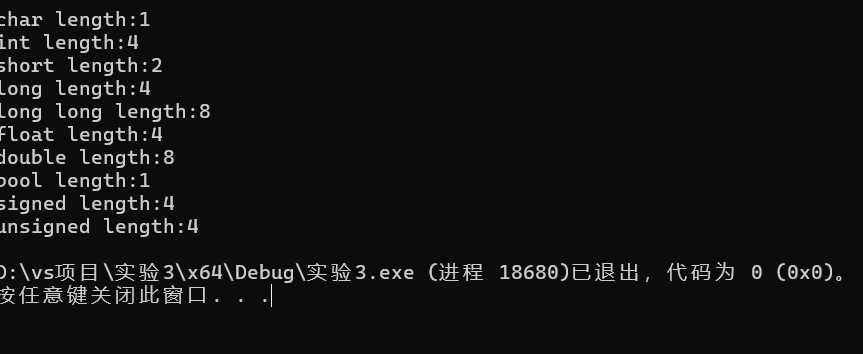 char length:1
int length:4
short length:2
long length:4
long long length:8
float length:4
double length:8
bool length:1
signed length:4
unsigned length:4
D:\vs项目\实验3\x64\Debug\实验3.exe (进程 18680)已退出，代码为 0 (0x0)。
按任意键关闭此窗口. . .